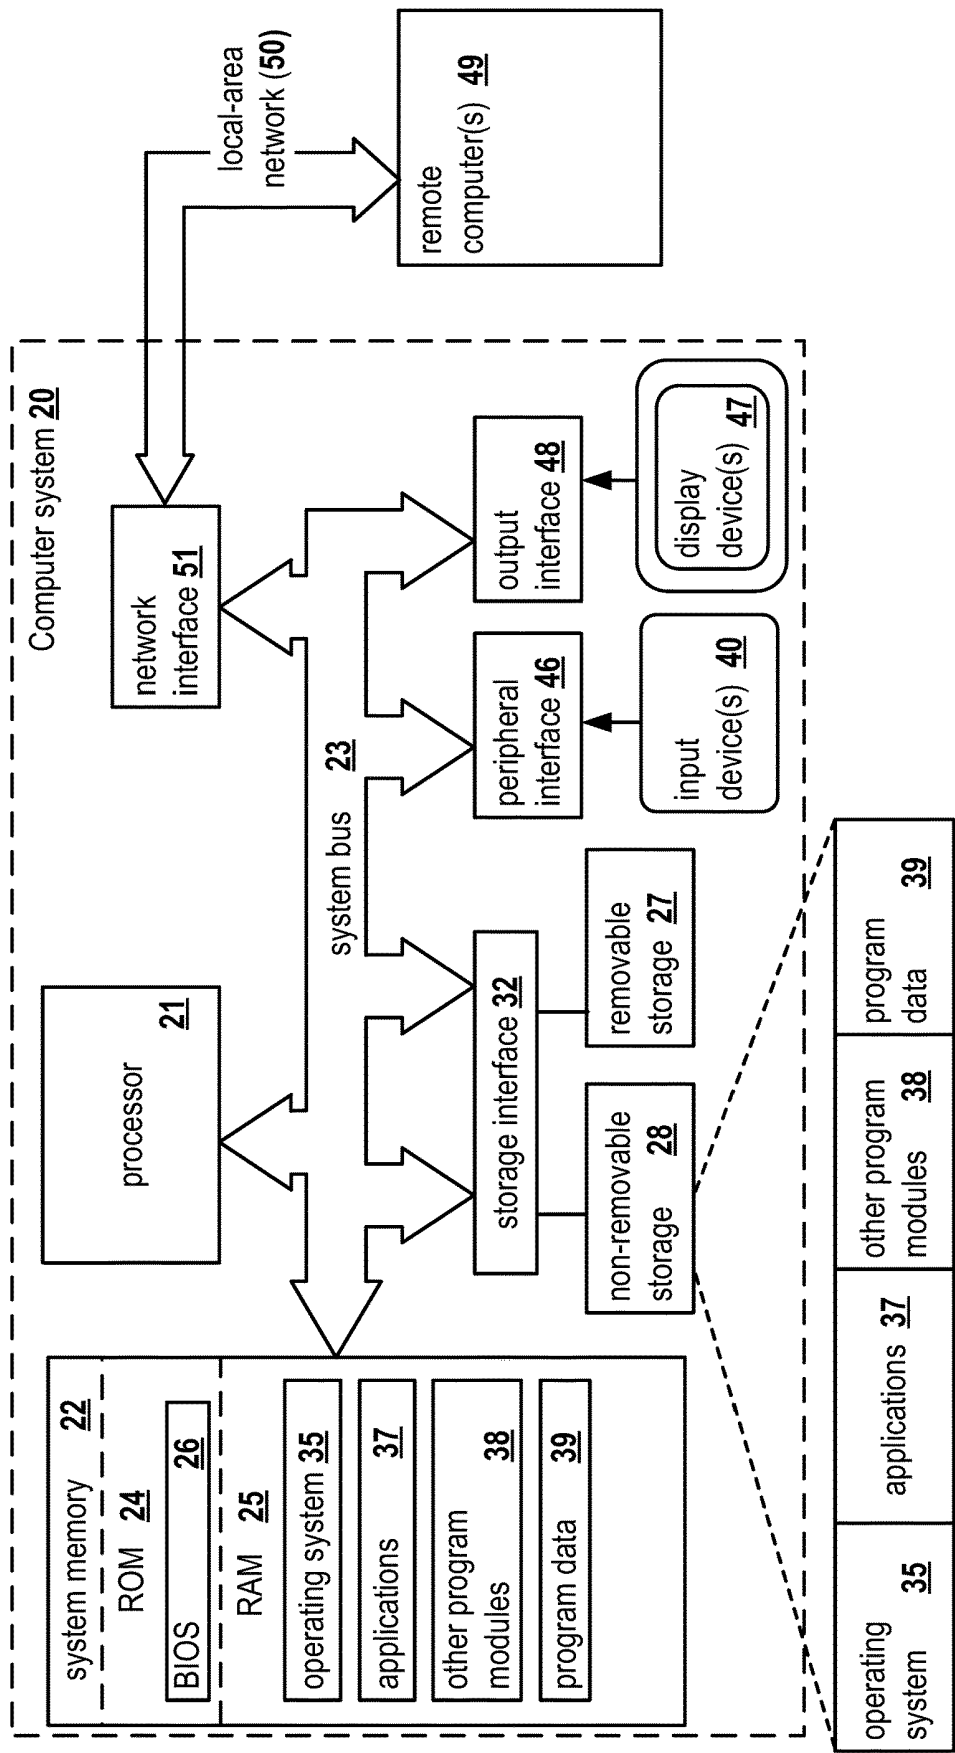 Computer system 20
system memory 22
ROM 24
BIOS 26
RAM 25
operating system 35
applications 37
other program
modules 38
program data 39
processor 21
network
interface 51
local-area
network (50)
remote
computer(s) 49
system bus 23
storage interface 32
non-removable
storage 28
removable
storage 27
peripheral
interface 46
output
interface 48
input
device(s) 40
display
device(s) 47
operating
system 35
applications 37
other program
modules 38
program
data 39